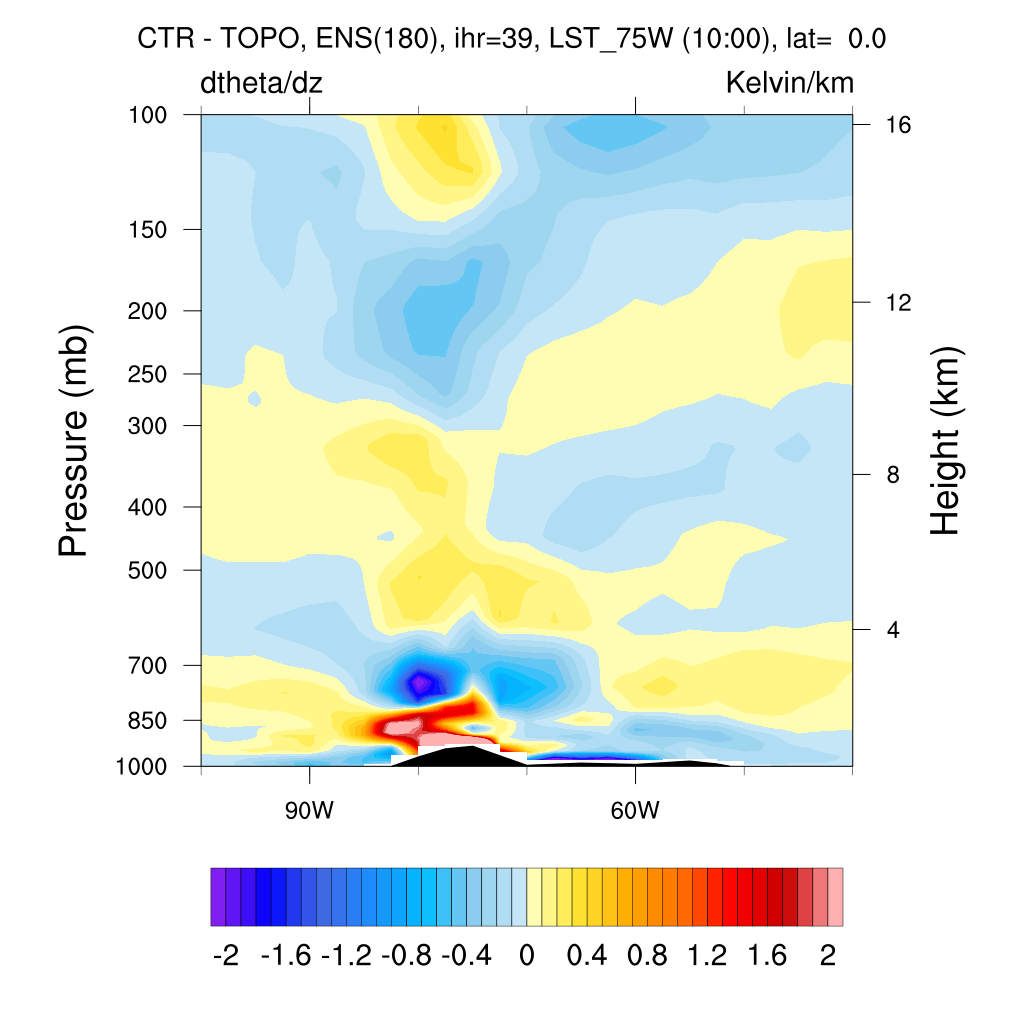 CTR - TOPO, ENS(180), ihr=39, LST_75W (10:00), lat=  0.0
dtheta/dz
Kelvin/km
100
150
200
250
300
400
500
700
850
1000
Pressure (mb)
16
12
8
4
Height (km)
90W
60W
-2 -1.6 -1.2 -0.8 -0.4 0 0.4 0.8 1.2 1.6 2